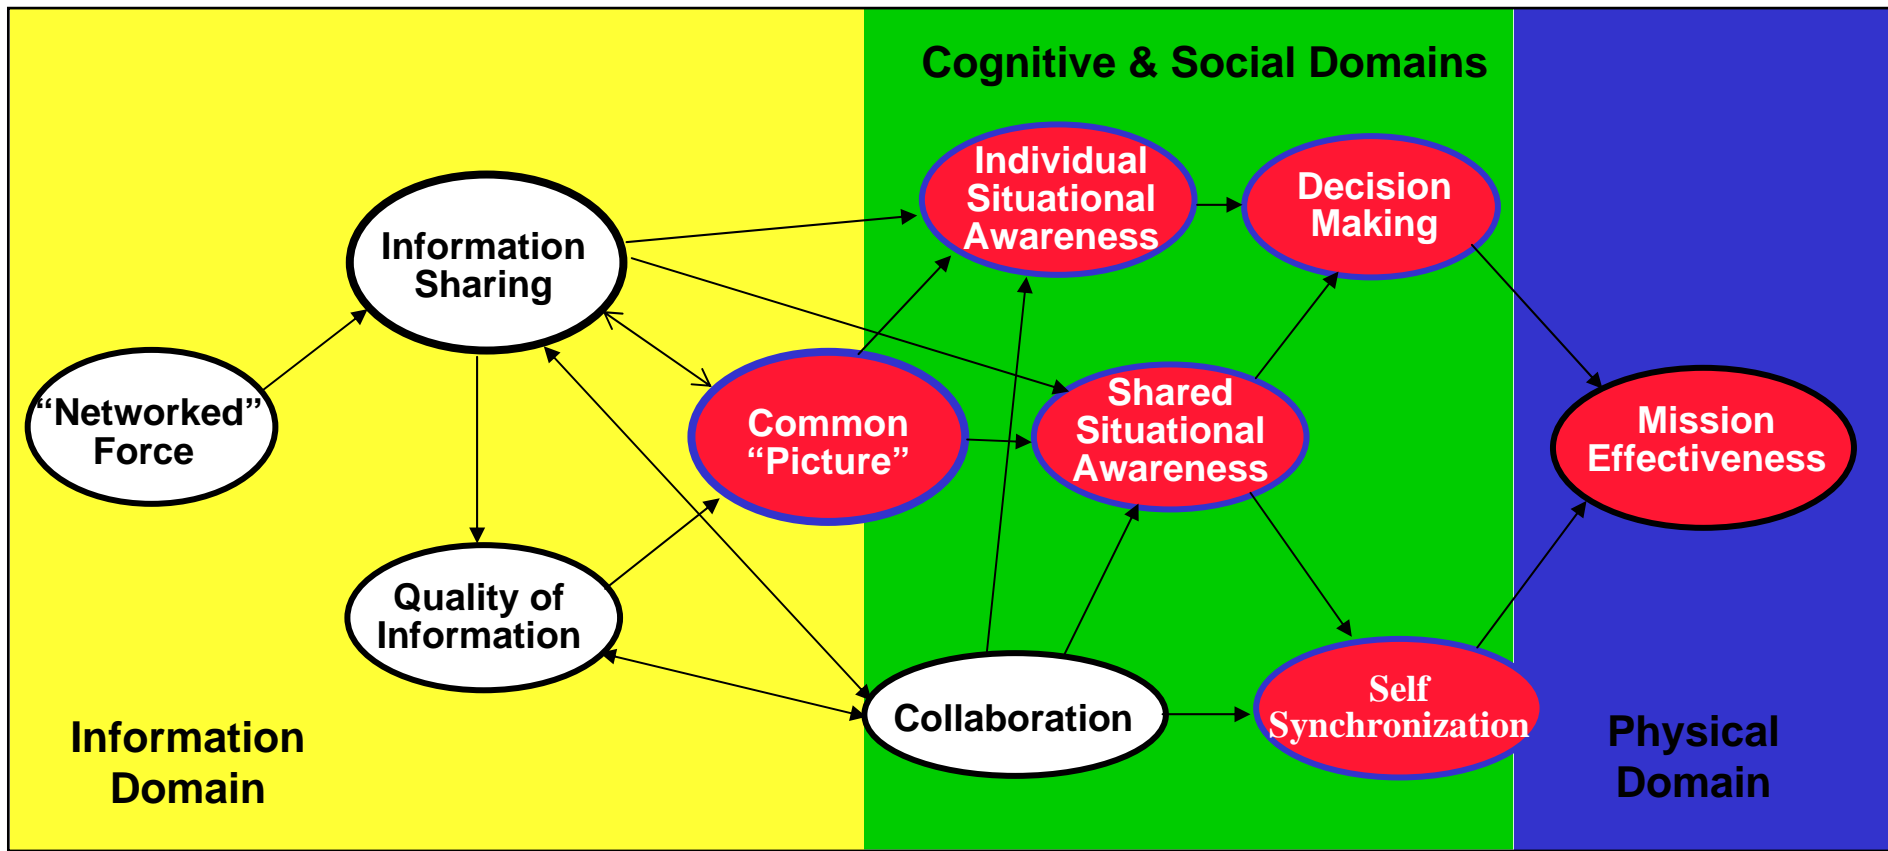 Cognitive & Social Domains
Individual
Situational
Awareness
Decision
Making
Information
Sharing
“Networked”
Force
Common
“Picture”
Shared
Situational
Awareness
Mission
Effectiveness
Quality of
Information
Collaboration
Self
Synchronization
Information
Domain
Physical
Domain